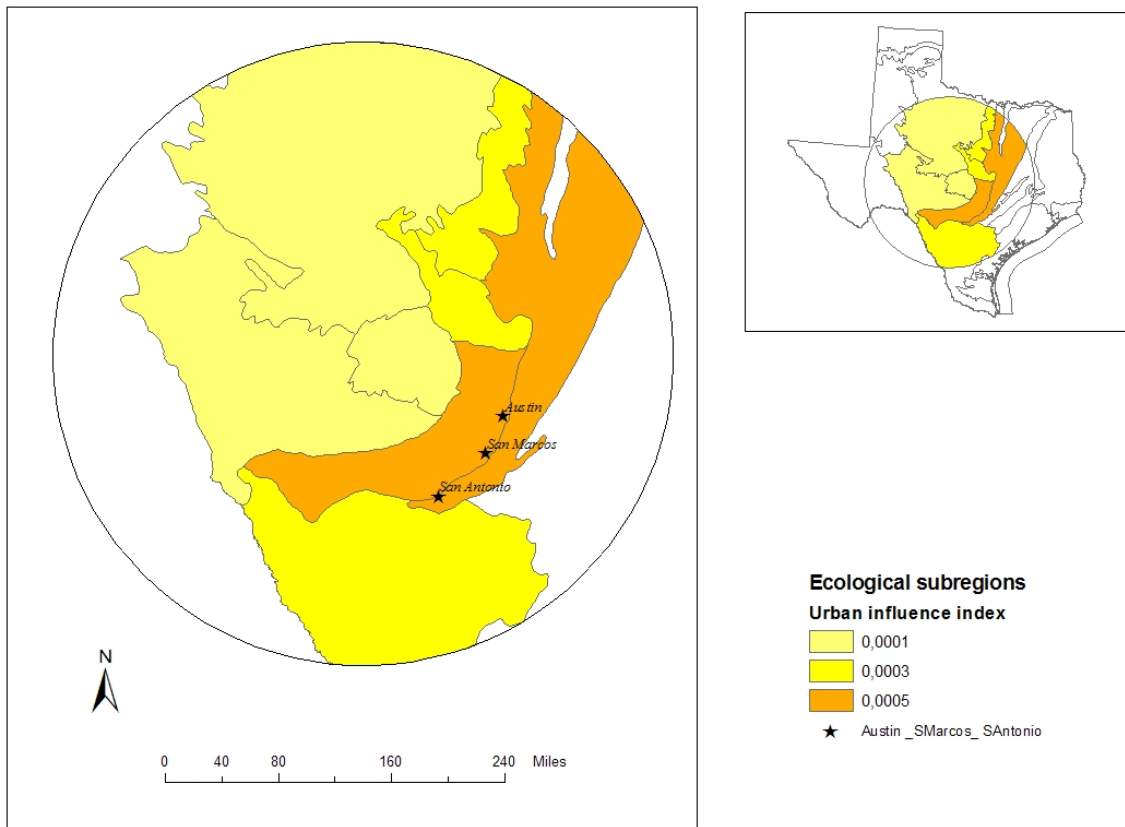 Austin
San Marcos
San Antonio
N
0 40 80 160 240 Miles
Ecological subregions
Urban influence index
0,0001
0,0003
0,0005
Austin _SMarcos_ SAntonio